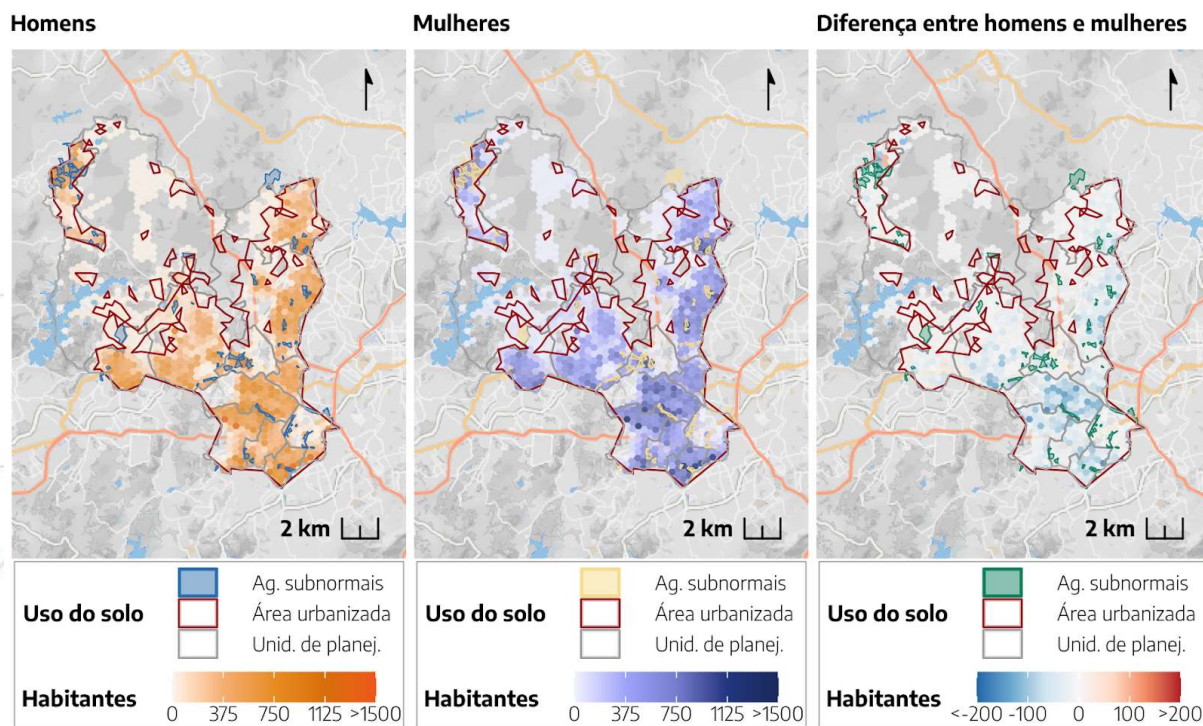 Homens
2 km
Uso do solo
Ag. subnormais
Área urbanizada
Unid. de planej.
Habitantes
0 375 750 1125 >1500
Mulheres
2 km
Uso do solo
Ag. subnormais
Área urbanizada
Unid. de planej.
Habitantes
0 375 750 1125 >1500
Diferença entre homens e mulheres
2 km
Uso do solo
Ag. subnormais
Área urbanizada
Unid. de planej.
Habitantes
<-200 -100 0 100 >200